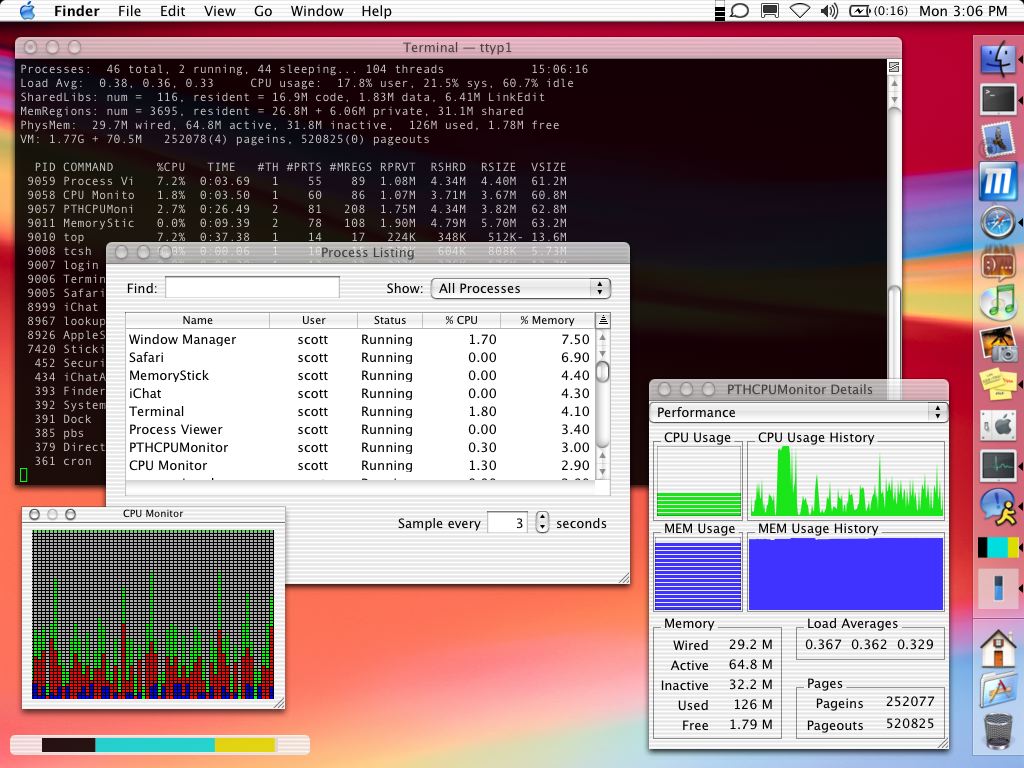 Finder File Edit View Go Window Help (0:16) Mon 3:06 PM
Terminal — ttyp1
Processes: 46 total, 2 running, 44 sleeping... 104 threads 15:06:16
Load Avg: 0.38, 0.36, 0.33 CPU usage: 17.8% user, 21.5% sys, 60.7% idle
SharedLibs: num = 116, resident = 16.9M code, 1.83M data, 6.41M LinkEdit
MemRegions: num = 3695, resident = 26.8M + 6.06M private, 31.1M shared
PhysMem: 29.7M wired, 64.8M active, 31.8M inactive, 126M used, 1.78M free
VM: 1.77G + 70.5M 252078(4) pageins, 520825(0) pageouts
PID COMMAND %CPU TIME #TH #PRTS #MREGS RPRVT RSHRD RSIZE VSIZE
9059 Process Vi 7.2% 0:03.69 1 55 89 1.08M 4.34M 4.40M 61.2M
9058 CPU Monito 1.8% 0:03.50 1 60 86 1.07M 3.71M 3.67M 60.8M
9057 PTHCPUMoni 2.7% 0:26.49 2 81 208 1.75M 4.34M 3.82M 62.8M
9011 MemoryStic 0.0% 0:09.39 2 78 108 1.90M 4.79M 5.70M 63.2M
9010 top 7.2% 0:37.38 1 14 17 224K 348K 512K- 13.6M
9008 tcsh
9007 login
9006 Termin
9005 Safari
8999 iChat
8967 lookup
8926 AppleS
7420 Sticki
452 Securi
434 iChatA
393 Finder
392 System
391 Dock
385 pbs
379 Direct
361 cron
Process Listing
Find: Show: All Processes
Name User Status % CPU % Memory
Window Manager scott Running 1.70 7.50
Safari scott Running 0.00 6.90
MemoryStick scott Running 0.00 4.40
iChat scott Running 0.00 4.30
Terminal scott Running 1.80 4.10
Process Viewer scott Running 0.00 3.40
PTHCPUMonitor scott Running 0.30 3.00
CPU Monitor scott Running 1.30 2.90
Sample every 3 seconds
CPU Monitor
PTHCPUMonitor Details
Performance
CPU Usage CPU Usage History
MEM Usage MEM Usage History
Memory
Wired 29.2 M
Active 64.8 M
Inactive 32.2 M
Used 126 M
Free 1.79 M
Load Averages
0.367 0.362 0.329
Pages
Pageins 252077
Pageouts 520825